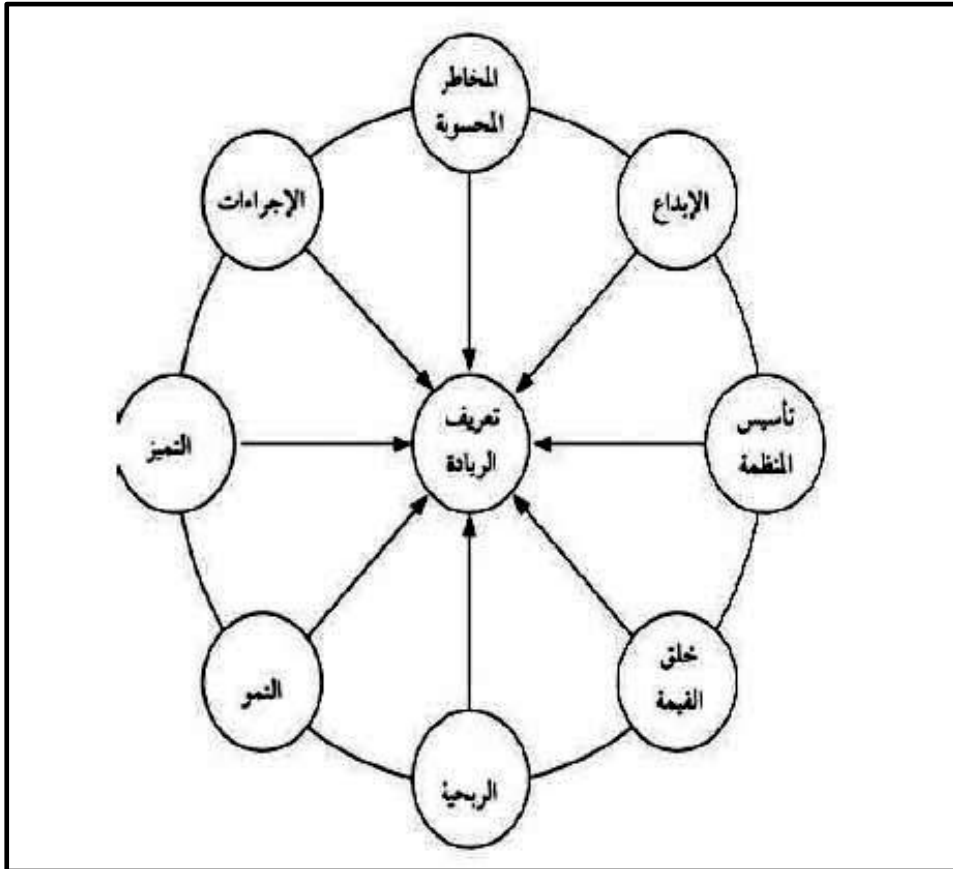 المخاطر
المحسوبة
الإبداع
الإجراءات
تأسيس
المنظمة
تعريف
الريادة
التميز
خلق
القيمة
النمو
الربحية